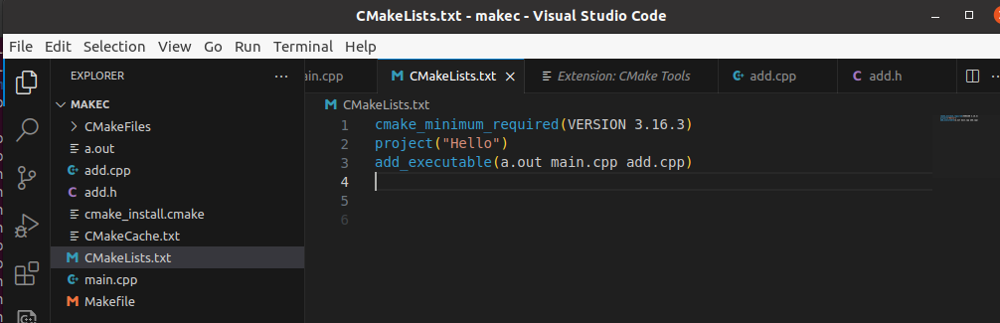 CMakeLists.txt - makec - Visual Studio Code
File Edit Selection View Go Run Terminal Help
EXPLORER ...
MAKEC
CMakeFiles
a.out
add.cpp
add.h
cmake_install.cmake
CMakeCache.txt
CMakeLists.txt
main.cpp
Makefile
ain.cpp CMakeLists.txt Extension: CMake Tools add.cpp add.h
CMakeLists.txt
1 cmake_minimum_required(VERSION 3.16.3)
2 project("Hello")
3 add_executable(a.out main.cpp add.cpp)
4
5
6